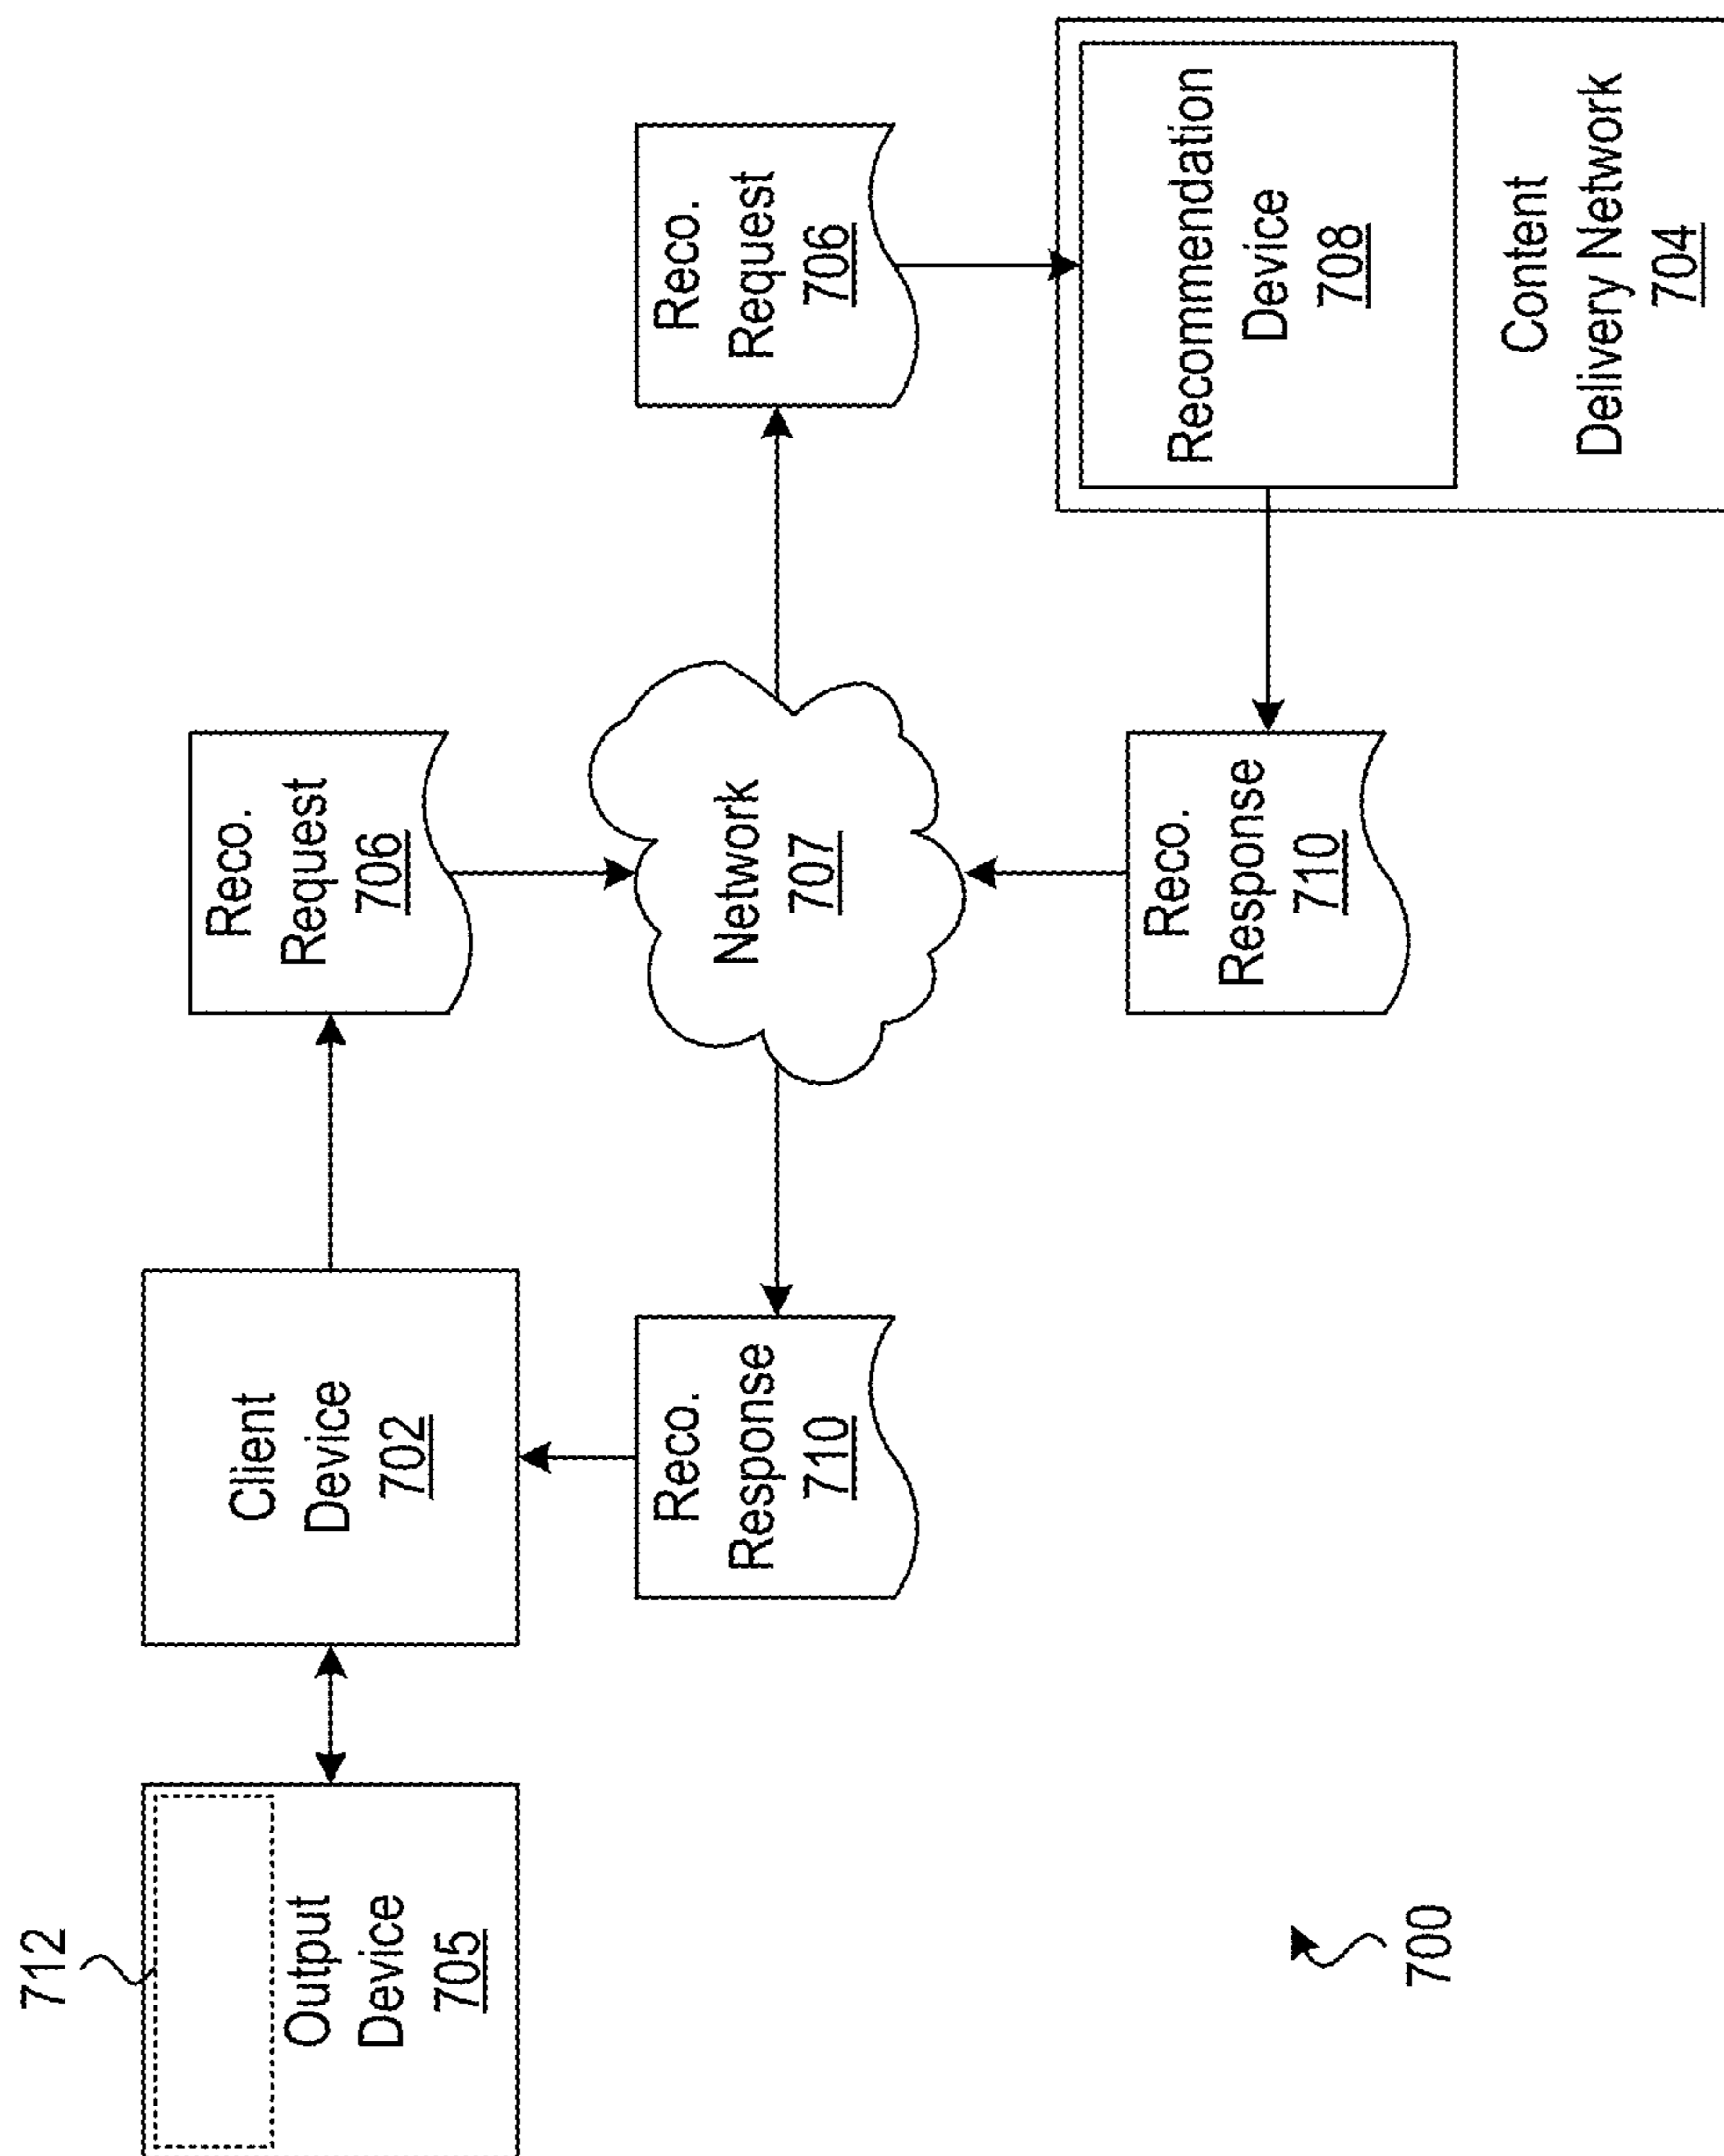 712
Output
Device
705
Client
Device
702
Reco.
Request
706
Reco.
Response
710
Network
707
Reco.
Request
706
Reco.
Response
710
Recommendation
Device
708
Content
Delivery Network
704
700